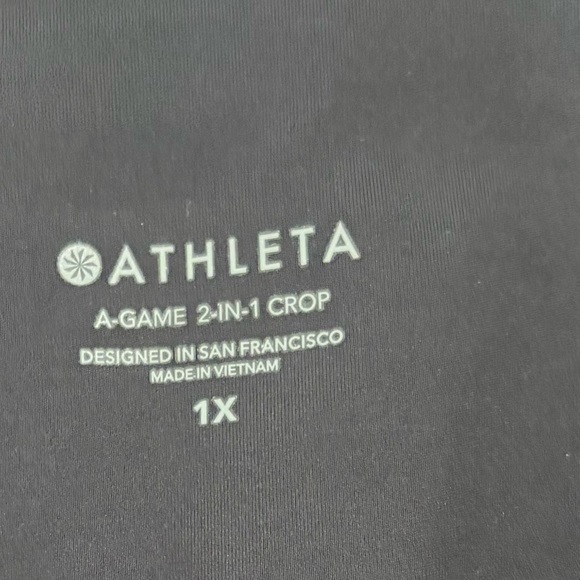 ATHLETA
A-GAME 2-IN-1 CROP
DESIGNED IN SAN FRANCISCO
MADE IN VIETNAM
1X